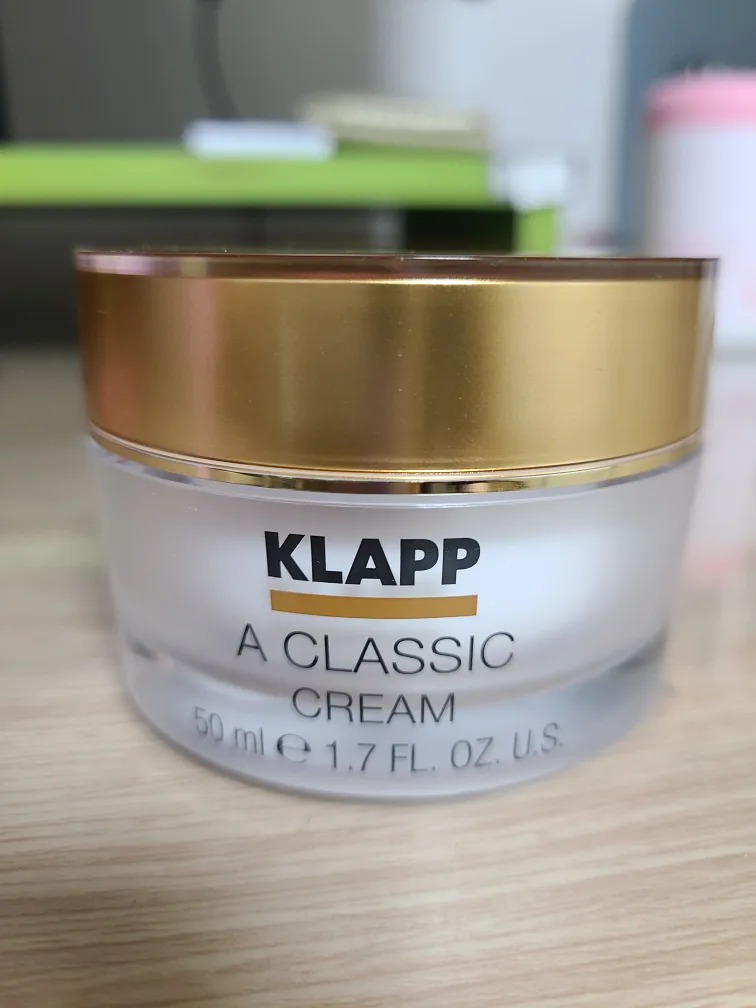 KLAPP
A CLASSIC
CREAM
50 ml ℮ 1.7 FL. OZ. U.S.